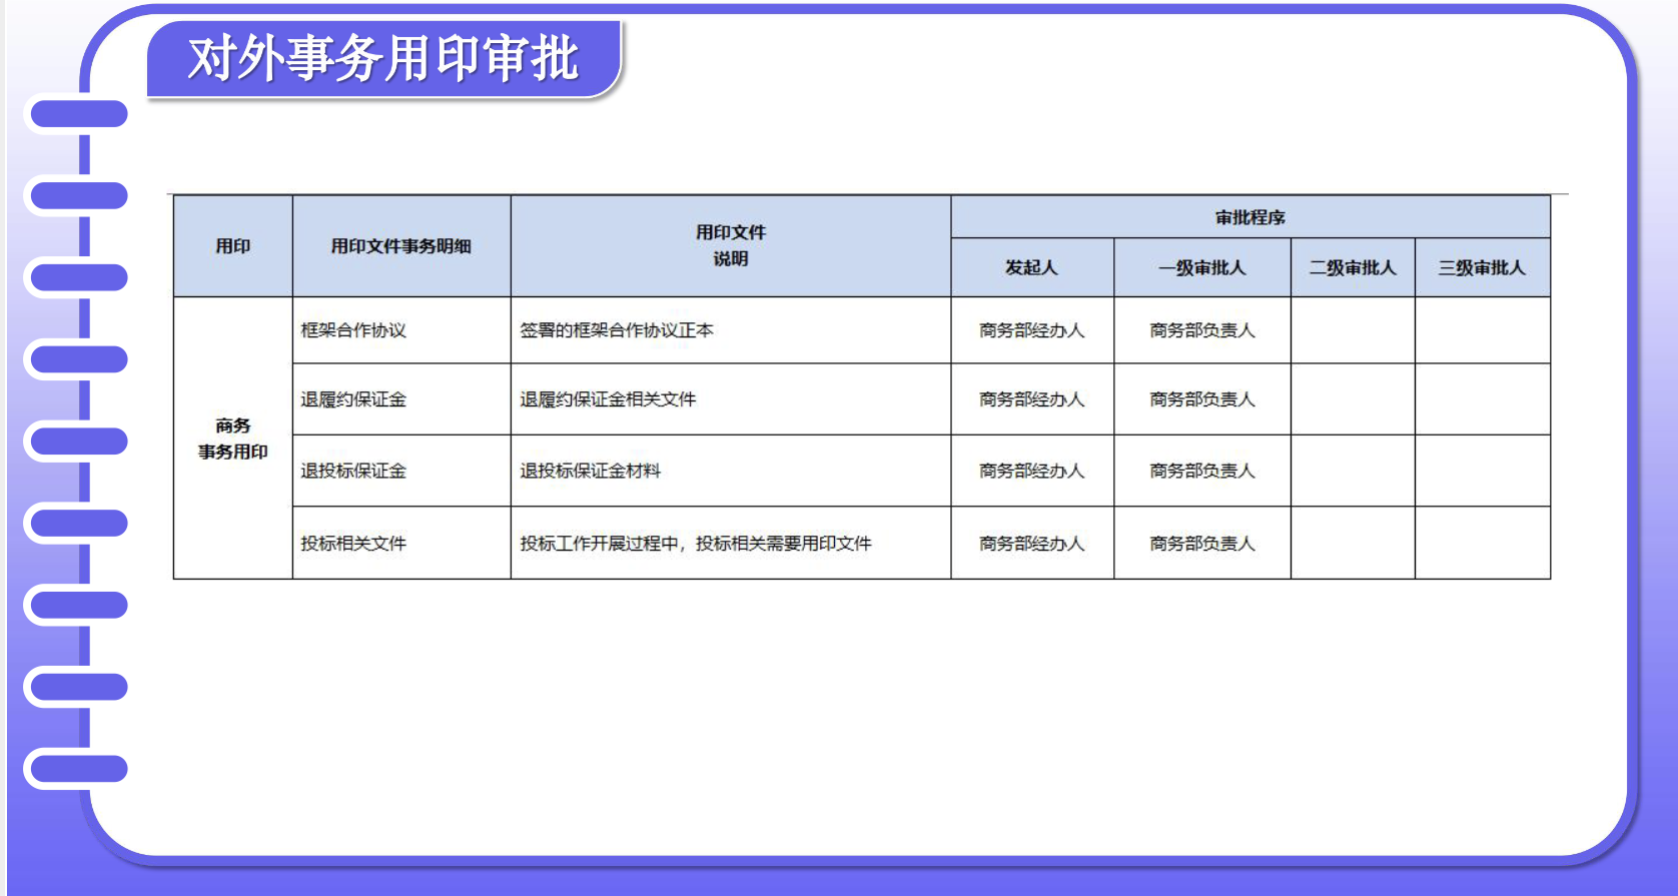 对外事务用印审批
用印 用印文件事务明细 用印文件 审批程序
说明
发起人 一级审批人 二级审批人 三级审批人
商务
事务用印
框架合作协议 签署的框架合作协议正本 商务部经办人 商务部负责人
退履约保证金 退履约保证金相关文件 商务部经办人 商务部负责人
退投标保证金 退投标保证金材料 商务部经办人 商务部负责人
投标相关文件 投标工作开展过程中，投标相关需要用印文件 商务部经办人 商务部负责人